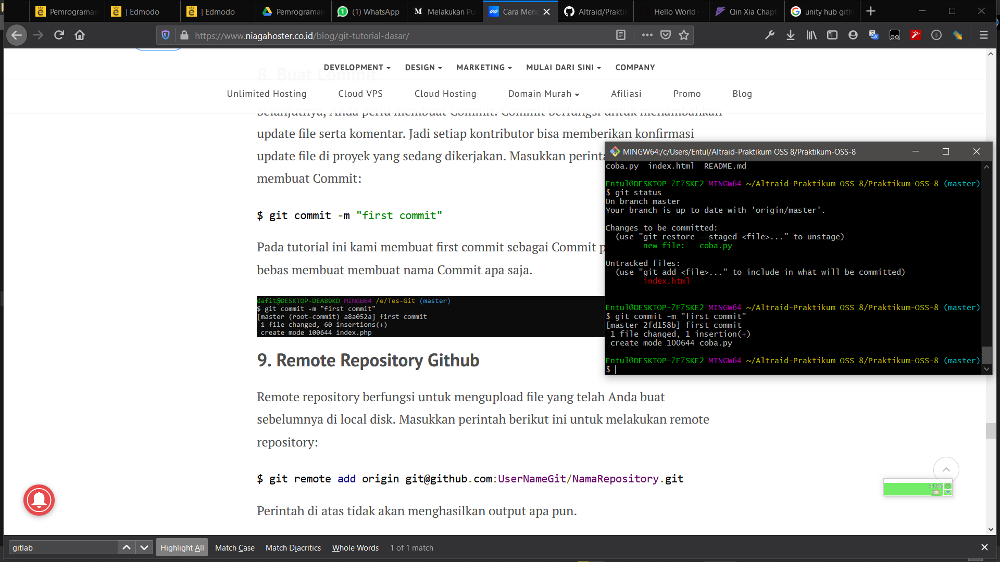 Pemrograman
| Edmodo
| Edmodo
Pemrograman
(1) WhatsApp
Melakukan Pu
Cara Meng
Altraid/Prakti
Hello World
Qin Xia Chapt
unity hub gith
https://www.niagahoster.co.id/blog/git-tutorial-dasar/
DEVELOPMENT DESIGN MARKETING MULAI DARI SINI COMPANY
8. Buat Commit
Unlimited Hosting Cloud VPS Cloud Hosting Domain Murah Afiliasi Promo Blog
Selanjutnya, Anda perlu membuat Commit. Commit berfungsi untuk menambahkan
update file serta komentar. Jadi setiap kontributor bisa memberikan konfirmasi
update file di proyek yang sedang dikerjakan. Masukkan perinta
membuat Commit:
$ git commit -m "first commit"
Pada tutorial ini kami membuat first commit sebagai Commit p
bebas membuat membuat nama Commit apa saja.
dafit@DESKTOP-DEA89KD MINGW64 /e/Tes-Git (master)
$ git commit -m "first commit"
[master (root-commit) a8a052a] first commit
1 file changed, 60 insertions(+)
create mode 100644 index.php
9. Remote Repository Github
Remote repository berfungsi untuk mengupload file yang telah Anda buat
sebelumnya di local disk. Masukkan perintah berikut ini untuk melakukan remote
repository:
$ git remote add origin git@github.com:UserNameGit/NamaRepository.git
Perintah di atas tidak akan menghasilkan output apa pun.
MINGW64:/c/Users/Entul/Altraid-Praktikum OSS 8/Praktikum-OSS-8
coba.py index.html README.md
Entul@DESKTOP-7F7SKE2 MINGW64 ~/Altraid-Praktikum OSS 8/Praktikum-OSS-8 (master)
$ git status
On branch master
Your branch is up to date with 'origin/master'.
Changes to be committed:
(use "git restore --staged <file>..." to unstage)
new file: coba.py
Untracked files:
(use "git add <file>..." to include in what will be committed)
index.html
Entul@DESKTOP-7F7SKE2 MINGW64 ~/Altraid-Praktikum OSS 8/Praktikum-OSS-8 (master)
$ git commit -m "first commit"
[master 2fd158b] first commit
1 file changed, 1 insertion(+)
create mode 100644 coba.py
Entul@DESKTOP-7F7SKE2 MINGW64 ~/Altraid-Praktikum OSS 8/Praktikum-OSS-8 (master)
$
5 KB/s
gitlab
Highlight All Match Case Match Diacritics Whole Words 1 of 1 match